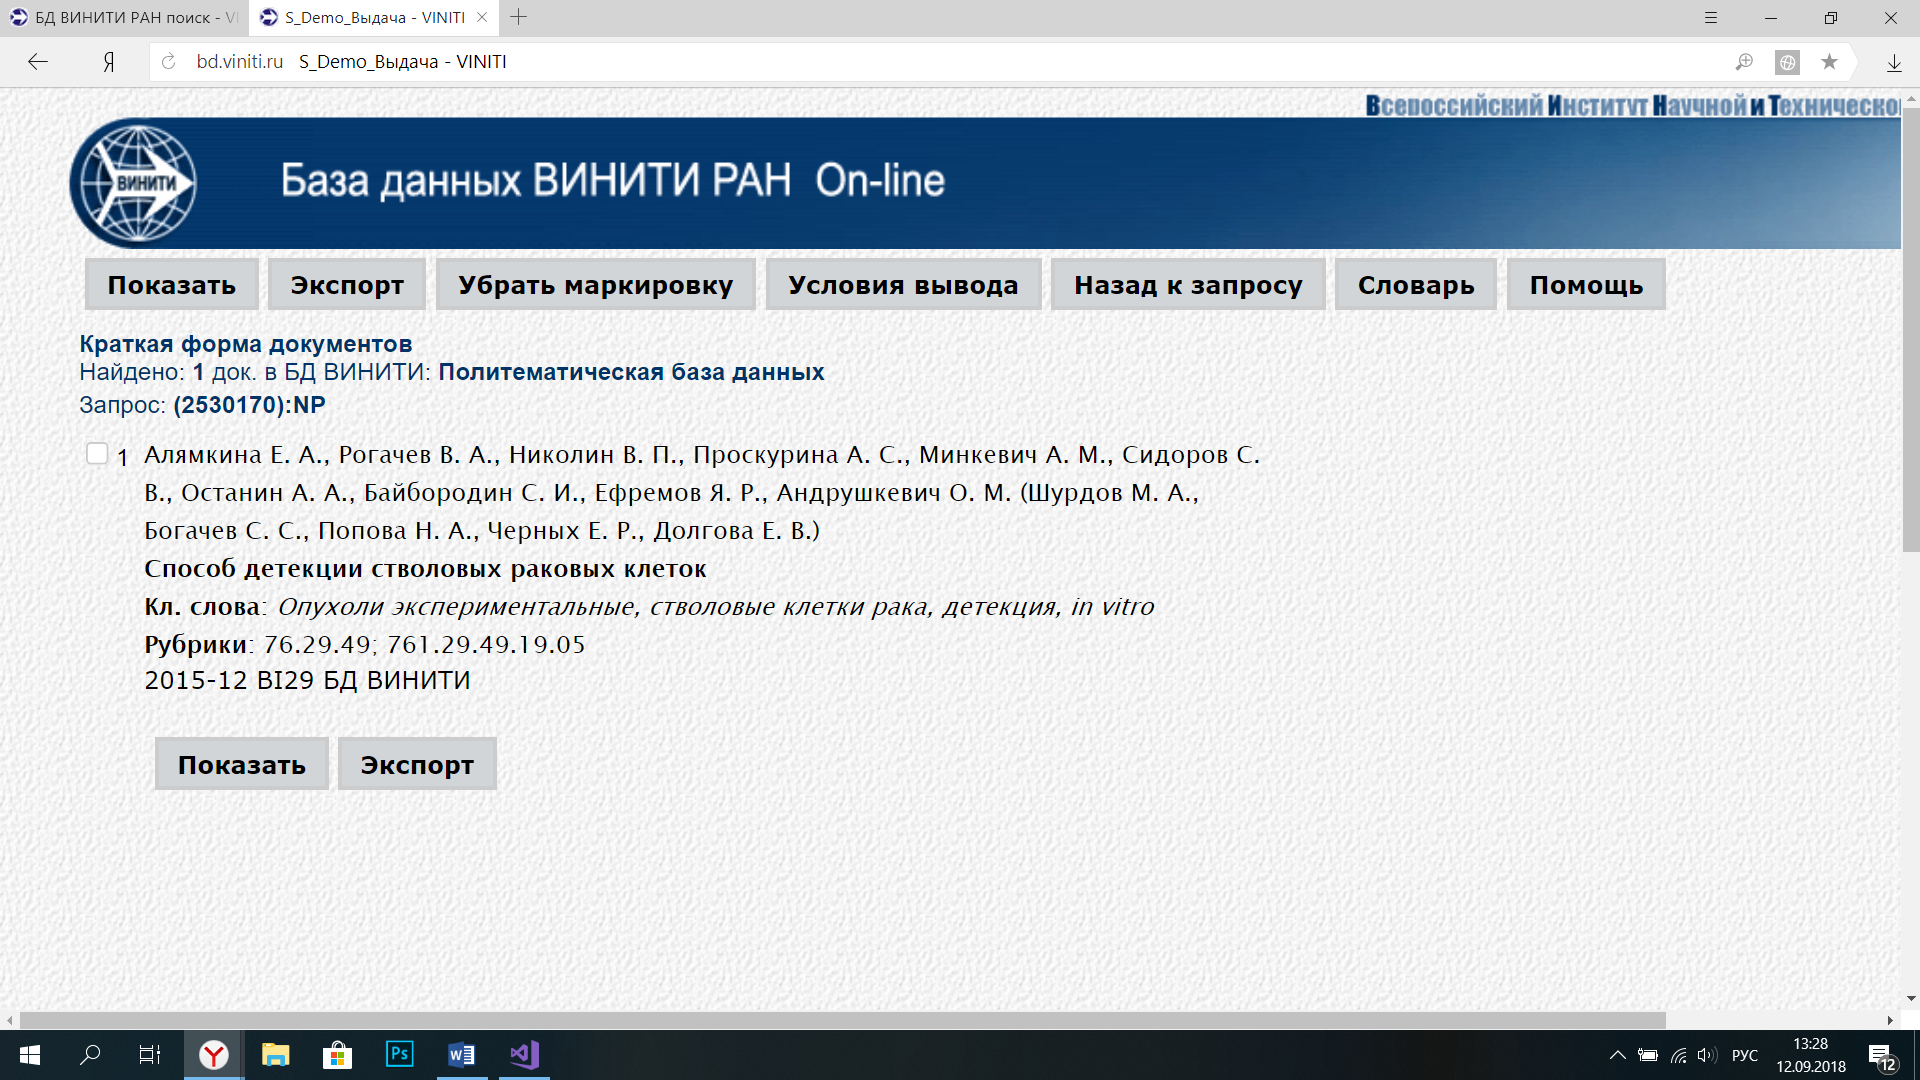 БД ВИНИТИ РАН поиск - VI
S_Demo_Выдача - VINITI
Я
bd.viniti.ru S_Demo_Выдача - VINITI
Всероссийский Институт Научной и Техническо
ВИНИТИ
База данных ВИНИТИ РАН On-line
Показать Экспорт Убрать маркировку Условия вывода Назад к запросу Словарь Помощь
Краткая форма документов
Найдено: 1 док. в БД ВИНИТИ: Политематическая база данных
Запрос: (2530170):NP
1 Алямкина Е. А., Рогачев В. А., Николин В. П., Проскурина А. С., Минкевич А. М., Сидоров С.
В., Останин А. А., Байбородин С. И., Ефремов Я. Р., Андрушкевич О. М. (Шурдов М. А.,
Богачев С. С., Попова Н. А., Черных Е. Р., Долгова Е. В.)
Способ детекции стволовых раковых клеток
Кл. слова: Опухоли экспериментальные, стволовые клетки рака, детекция, in vitro
Рубрики: 76.29.49; 761.29.49.19.05
2015-12 BI29 БД ВИНИТИ
Показать Экспорт
Ps
РУС
13:28
12.09.2018
12